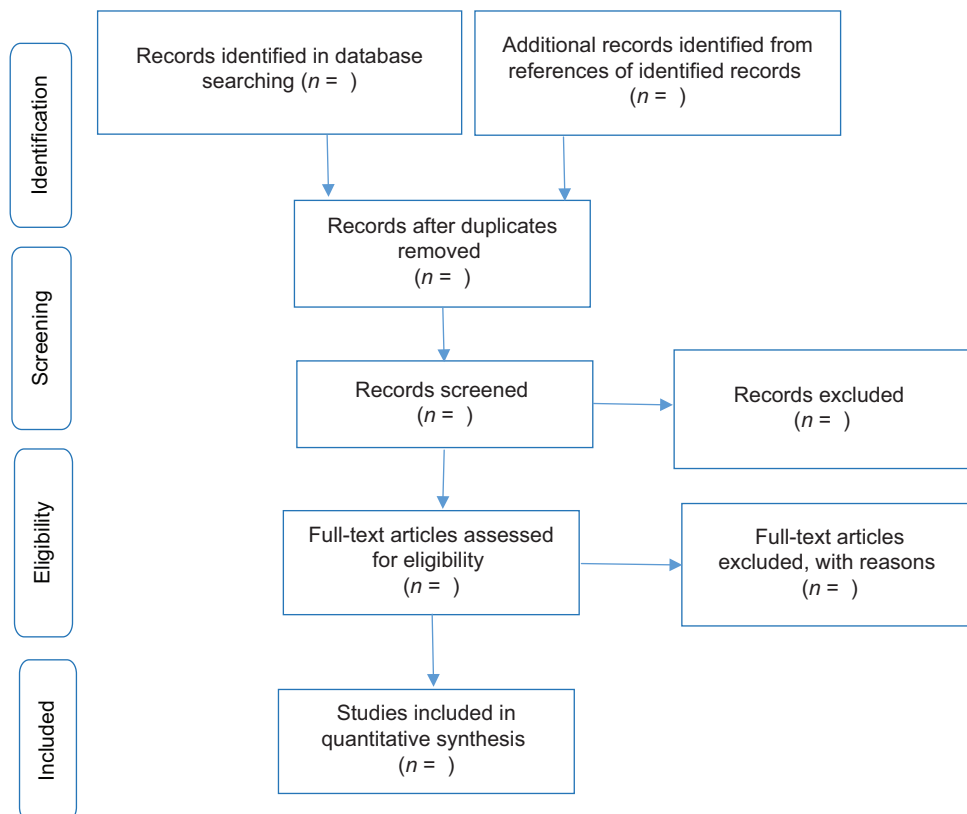 Identification
Records identified in database
searching (n = )
Additional records identified from
references of identified records
(n = )
Records after duplicates
removed
(n = )
Screening
Records screened
(n = )
Records excluded
(n = )
Eligibility
Full-text articles assessed
for eligibility
(n = )
Full-text articles
excluded, with reasons
(n = )
Included
Studies included in
quantitative synthesis
(n = )